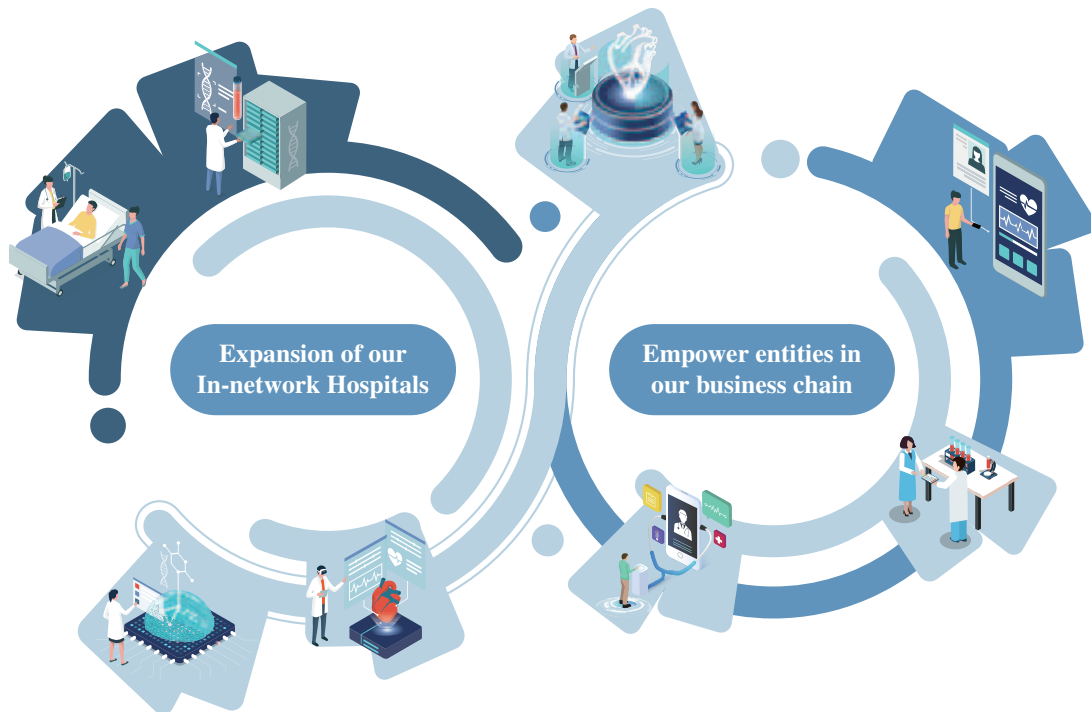 Expansion of our
In-network Hospitals
Empower entities in
our business chain